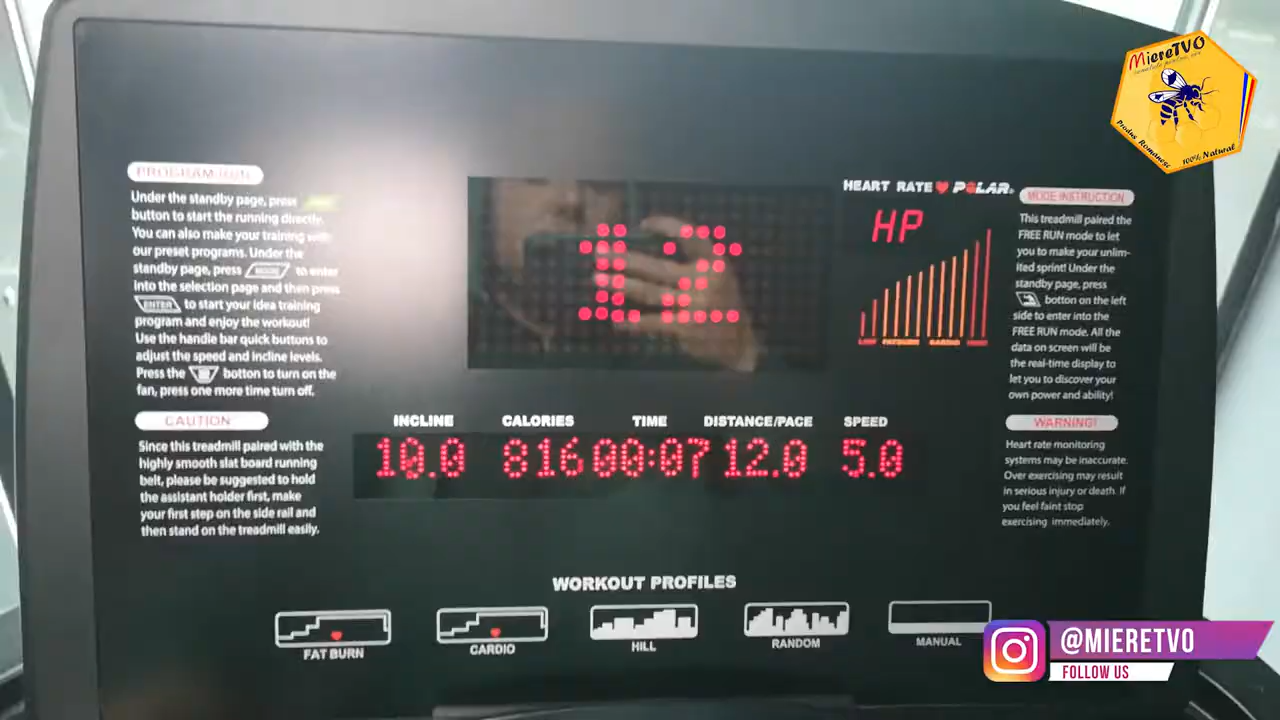 MiereTVO
Produs Romanesc
100% Natural
PROGRAM RUN
Under the standby page, press
button to start the running directly.
You can also make your training with
our preset programs. Under the
standby page, press MODE to enter
into the selection page and then press
ENTER to start your idea training
program and enjoy the workout!
Use the handle bar quick buttons to
adjust the speed and incline levels.
Press the botton to turn on the
fan, press one more time turn off.
CAUTION
Since this treadmill paired with the
highly smooth slat board running
belt, please be suggested to hold
the assistant holder first, make
your first step on the side rail and
then stand on the treadmill easily.
12
HEART RATE POLAR
HP
LOW FATBURN CARDIO HIGH
MODE INSTRUCTION
This treadmill paired the
FREE RUN mode to let
you to make your unlim-
ited sprint! Under the
standby page, press
botton on the left
side to enter into the
FREE RUN mode. All the
data on screen will be
the real-time display to
let you to discover your
own power and ability!
WARNING!
Heart rate monitoring
systems may be inaccurate.
Over exercising may result
in serious injury or death. If
you feel faint stop
exercising immediately.
INCLINE CALORIES TIME DISTANCE/PACE SPEED
10.0 816 00:07 12.0 5.0
WORKOUT PROFILES
FAT BURN CARDIO HILL RANDOM MANUAL
@MIERETVO
FOLLOW US